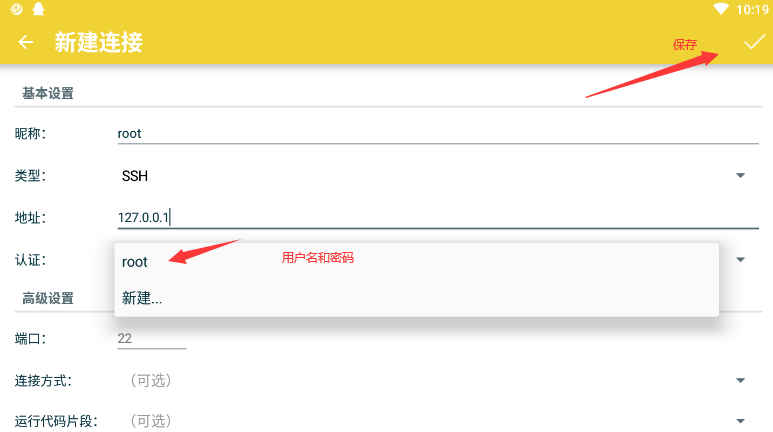 10:19
新建连接
保存
基本设置
昵称: root
类型: SSH
地址: 127.0.0.1
认证:
root
用户名和密码
新建...
高级设置
端口: 22
连接方式: （可选）
运行代码片段: （可选）